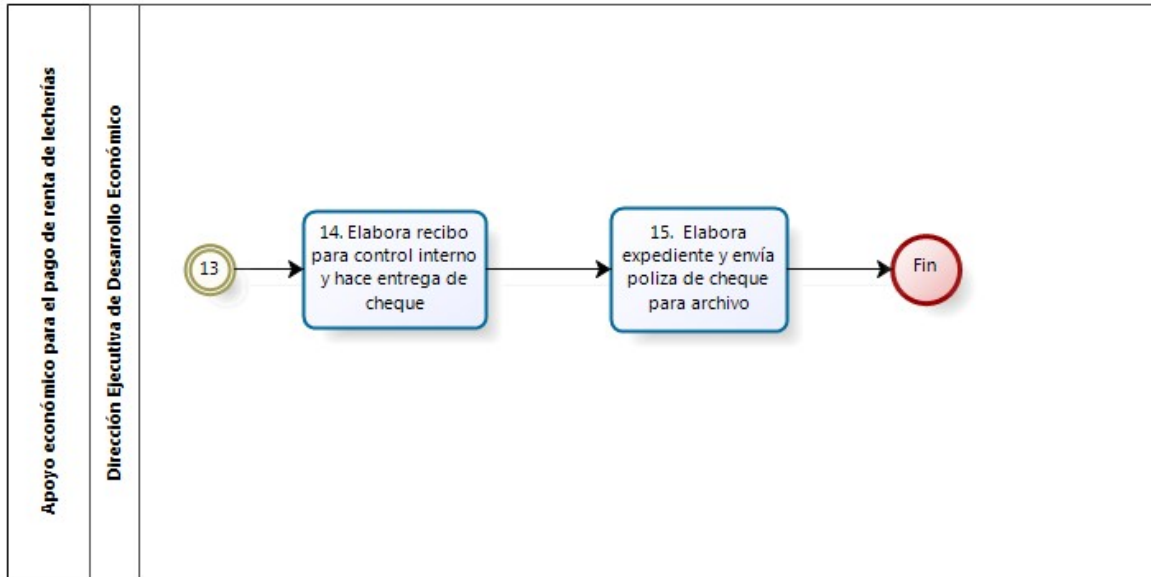 Apoyo económico para el pago de renta de lecherías
Dirección Ejecutiva de Desarrollo Económico
13
14. Elabora recibo
para control interno
y hace entrega de
cheque
15. Elabora
expediente y envía
poliza de cheque
para archivo
Fin